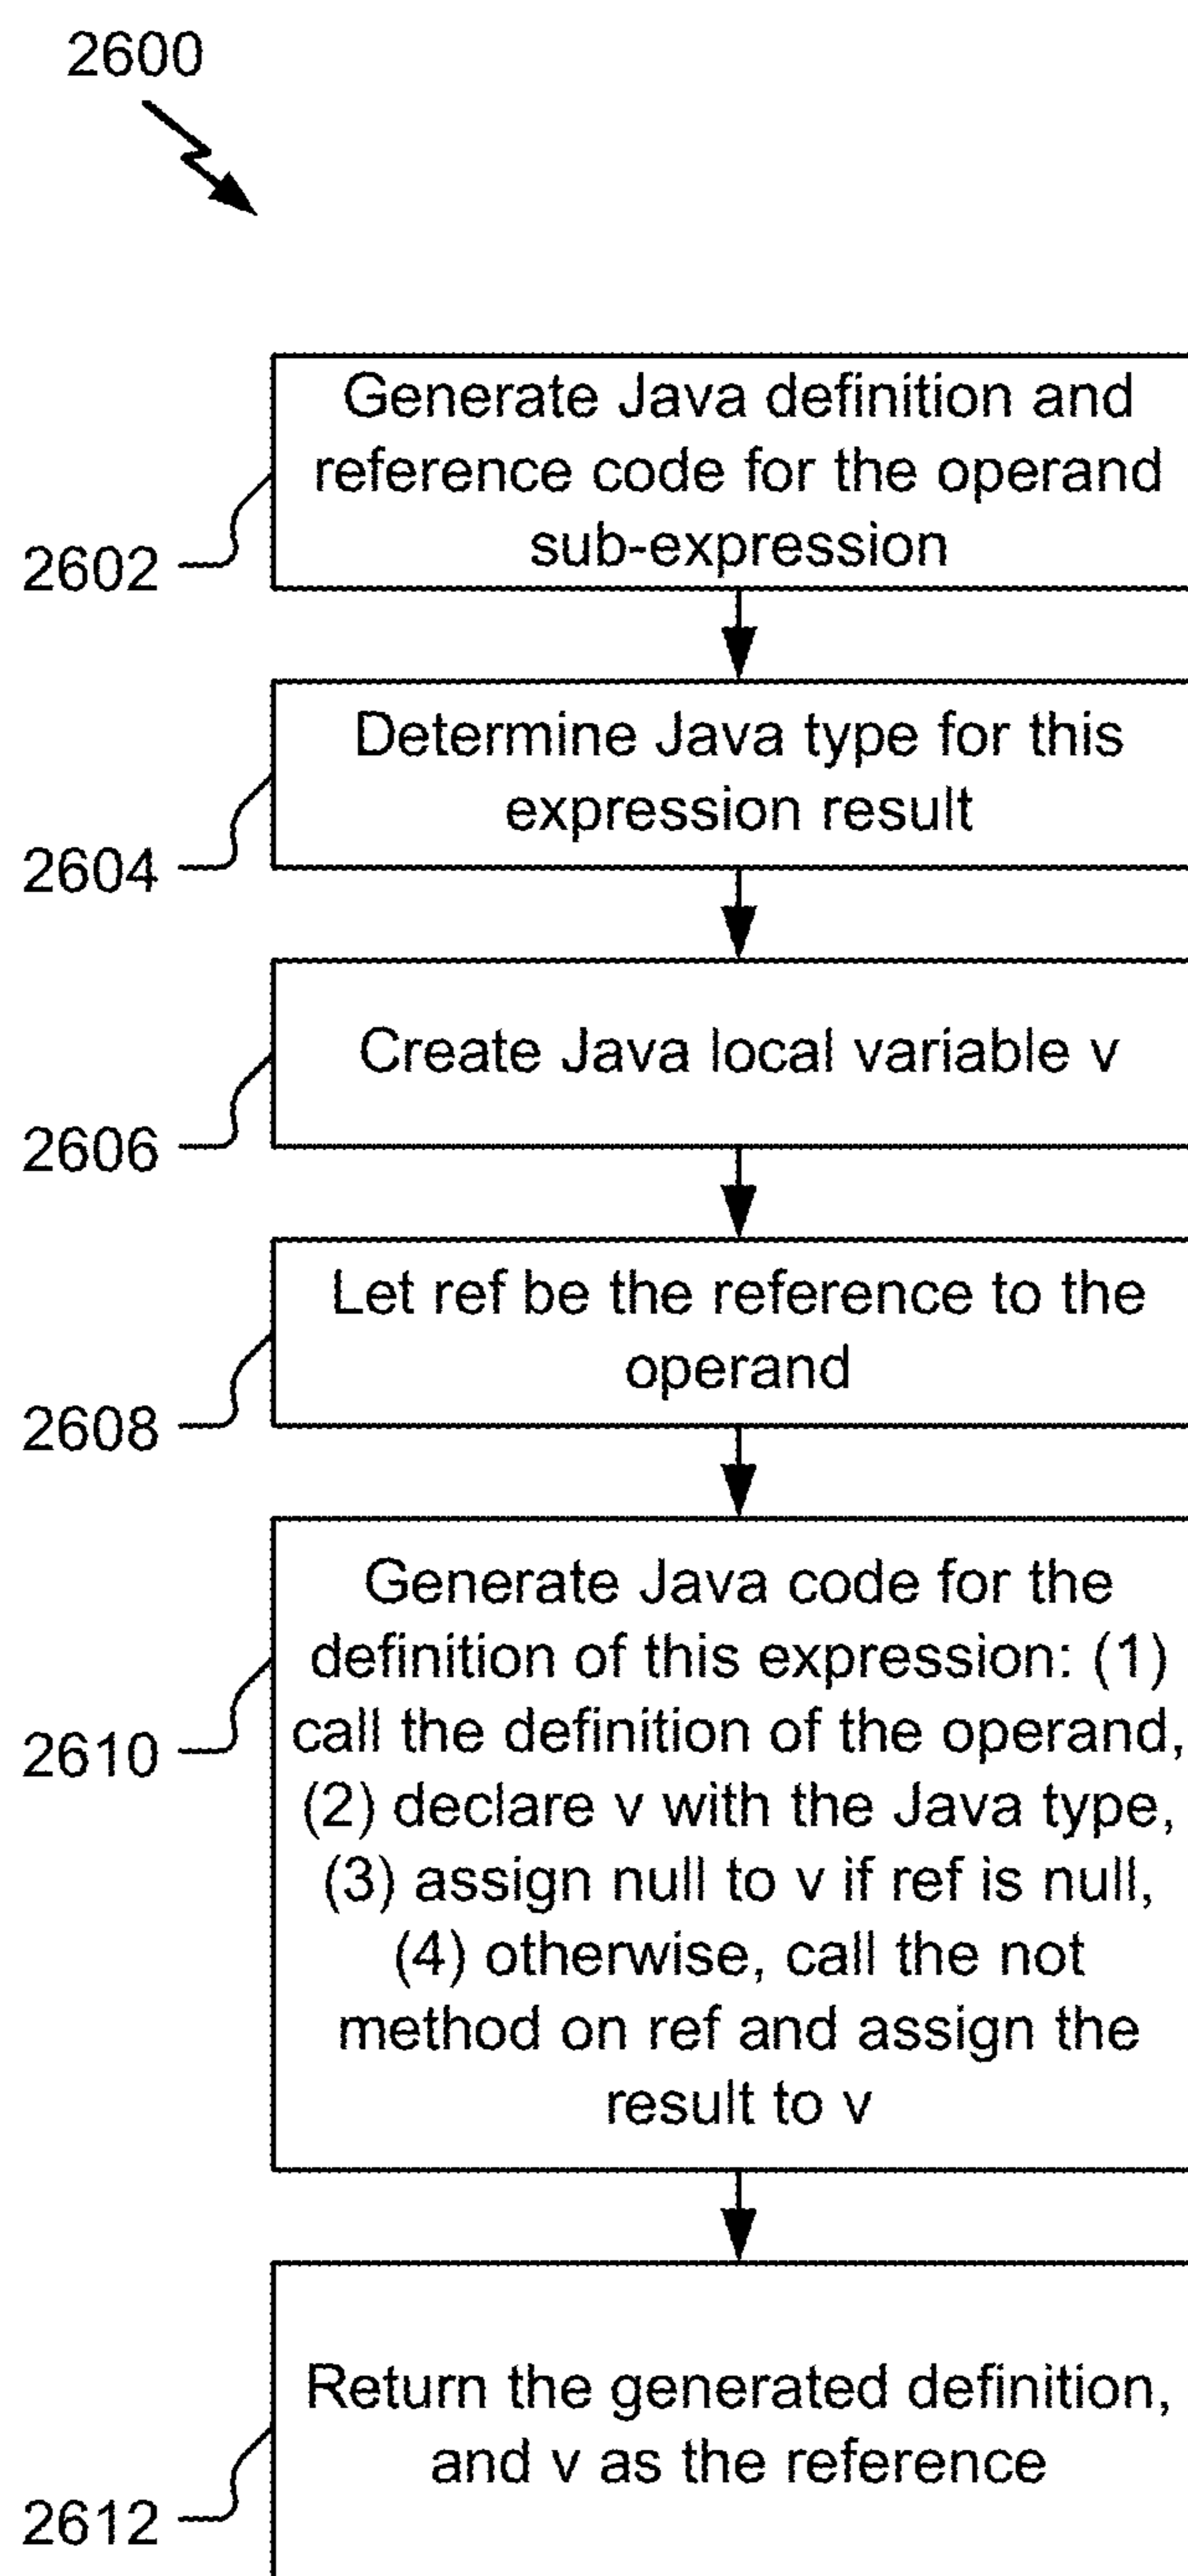 2600
Generate Java definition and
reference code for the operand
sub-expression
2602
Determine Java type for this
expression result
2604
Create Java local variable v
2606
Let ref be the reference to the
operand
2608
Generate Java code for the
definition of this expression: (1)
call the definition of the operand,
(2) declare v with the Java type,
(3) assign null to v if ref is null,
(4) otherwise, call the not
method on ref and assign the
result to v
2610
Return the generated definition,
and v as the reference
2612